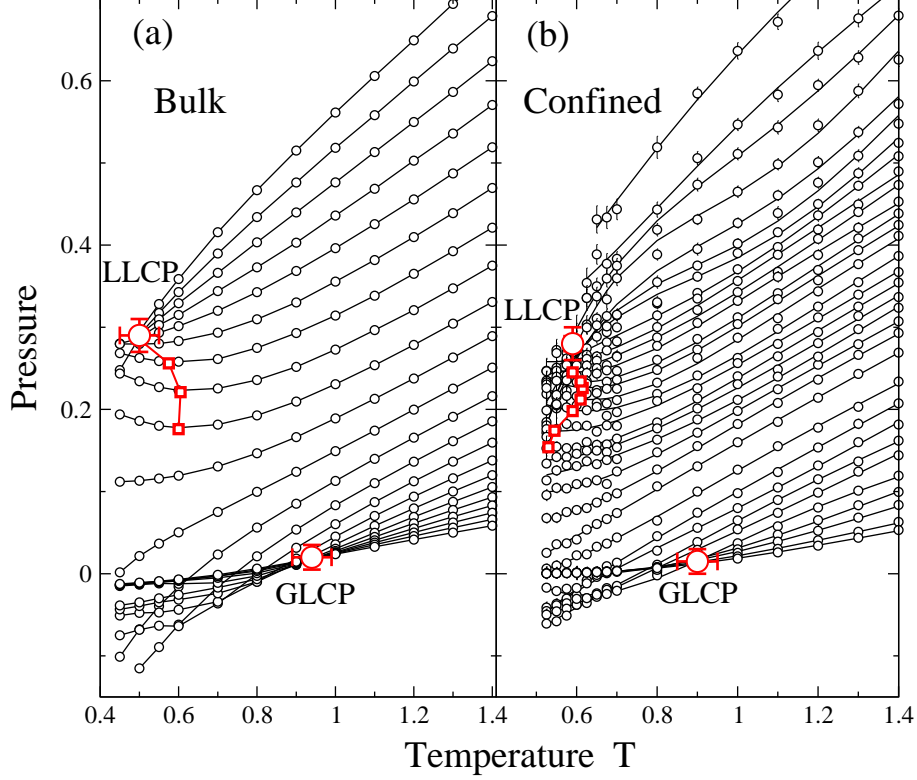 (a)
(b)
Bulk
Confined
LLCP
LLCP
GLCP
GLCP
0.6
0.4
0.2
0
Pressure
0.4
0.6
0.8
1
1.2
1.4
0.6
0.8
1
1.2
1.4
Temperature T